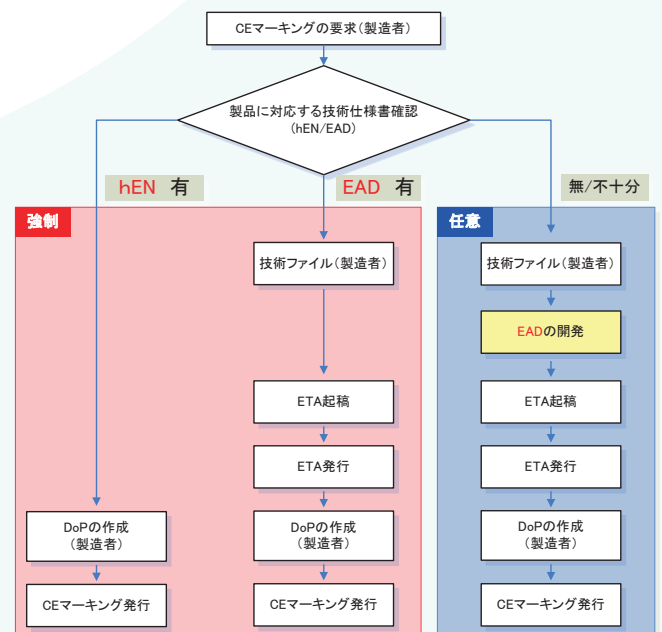 CEマーキングの要求(製造者)
製品に対応する技術仕様書確認
(hEN/EAD)
hEN 有
EAD 有
無/不十分
強制
任意
技術ファイル(製造者)
技術ファイル(製造者)
EADの開発
ETA起稿
ETA起稿
ETA発行
ETA発行
DoPの作成
(製造者)
DoPの作成
(製造者)
DoPの作成
(製造者)
CEマーキング発行
CEマーキング発行
CEマーキング発行